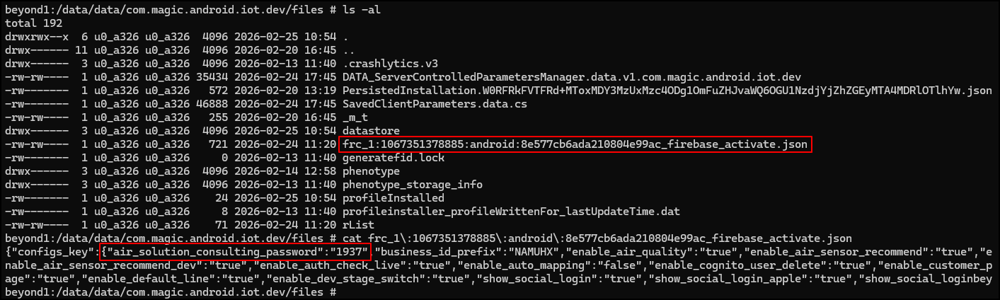 beyond1:/data/data/com.magic.android.iot.dev/files # ls -al
total 192
drwxrwx--x  6 u0_a326 u0_a326  4096 2026-02-25 10:54 .
drwx------ 11 u0_a326 u0_a326  4096 2026-02-20 16:45 ..
drwx------  3 u0_a326 u0_a326  4096 2026-02-13 11:40 .crashlytics.v3
-rw-rw----  1 u0_a326 u0_a326 35434 2026-02-24 17:45 DATA_ServerControlledParametersManager.data.v1.com.magic.android.iot.dev
-rw-------  1 u0_a326 u0_a326   572 2026-02-20 13:19 PersistedInstallation.W0RFRkFVTFRd+MToxMDY3MzUxMzc4ODg1OmFuZHJvaWQ6OGU1NzdjYjZhZGEyMTA4MDRlOTlhYw.json
-rw-rw----  1 u0_a326 u0_a326 46888 2026-02-24 17:45 SavedClientParameters.data.cs
-rw-rw----  1 u0_a326 u0_a326   255 2026-02-20 16:45 _m_t
drwx------  3 u0_a326 u0_a326  4096 2026-02-25 10:54 datastore
-rw-rw----  1 u0_a326 u0_a326   721 2026-02-24 11:20 frc_1:1067351378885:android:8e577cb6ada210804e99ac_firebase_activate.json
-rw-------  1 u0_a326 u0_a326     0 2026-02-13 11:40 generatefid.lock
drwx------  3 u0_a326 u0_a326  4096 2026-02-14 12:58 phenotype
drwx------  3 u0_a326 u0_a326  4096 2026-02-13 11:40 phenotype_storage_info
-rw-------  1 u0_a326 u0_a326    24 2026-02-25 10:54 profileInstalled
-rw-------  1 u0_a326 u0_a326     8 2026-02-13 11:40 profileinstaller_profileWrittenFor_lastUpdateTime.dat
-rw-rw----  1 u0_a326 u0_a326    71 2026-02-24 11:20 rList
beyond1:/data/data/com.magic.android.iot.dev/files # cat frc_1\:1067351378885\:android\:8e577cb6ada210804e99ac_firebase_activate.json
{"configs_key":{"air_solution_consulting_password":"1937","business_id_prefix":"NAMUHX","enable_air_quality":"true","enable_air_sensor_recommend":"true","e
nable_air_sensor_recommend_dev":"true","enable_auth_check_live":"true","enable_auto_mapping":"false","enable_cognito_user_delete":"true","enable_customer_p
age":"true","enable_default_line":"true","enable_dev_stage_switch":"true","show_social_login":"true","show_social_login_apple":"true","show_social_loginbey
beyond1:/data/data/com.magic.android.iot.dev/files #